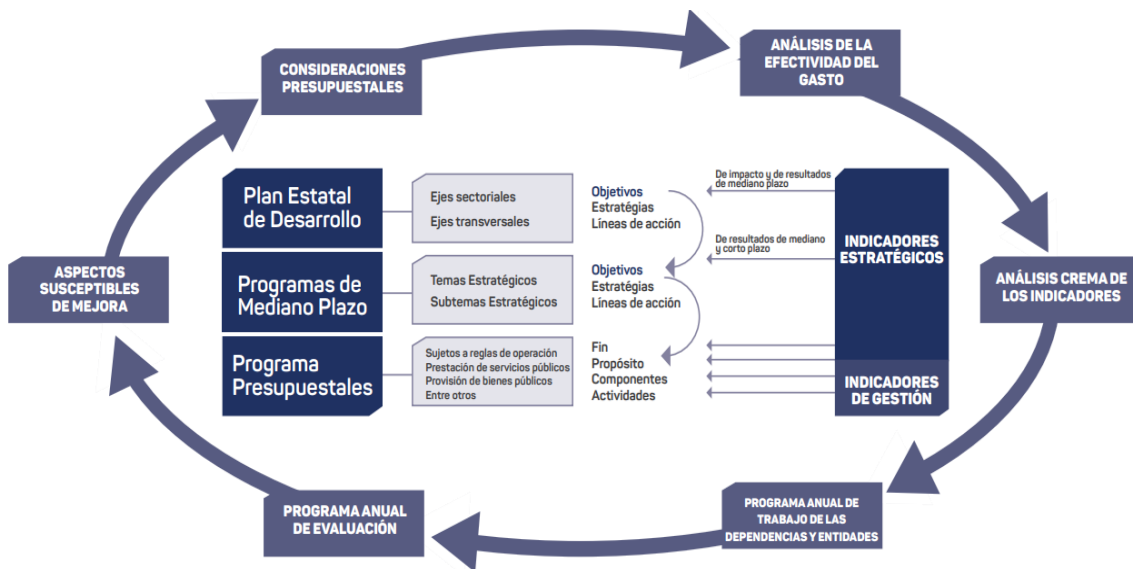 CONSIDERACIONES
PRESUPUESTALES
ANÁLISIS DE LA
EFECTIVIDAD DEL
GASTO
ANÁLISIS CREMA DE
LOS INDICADORES
PROGRAMA ANUAL DE
TRABAJO DE LAS
DEPENDENCIAS Y ENTIDADES
PROGRAMA ANUAL
DE EVALUACIÓN
ASPECTOS
SUSCEPTIBLES
DE MEJORA
Plan Estatal
de Desarrollo
Ejes sectoriales
Ejes transversales
Objetivos
Estratégias
Líneas de acción
De impacto y de resultados
de mediano plazo
Programas de
Mediano Plazo
Temas Estratégicos
Subtemas Estratégicos
Objetivos
Estratégias
Líneas de acción
De resultados de mediano
y corto plazo
INDICADORES
ESTRATÉGICOS
Programa
Presupuestales
Sujetos a reglas de operación
Prestación de servicios públicos
Provisión de bienes públicos
Entre otros
Fin
Propósito
Componentes
Actividades
INDICADORES
DE GESTIÓN